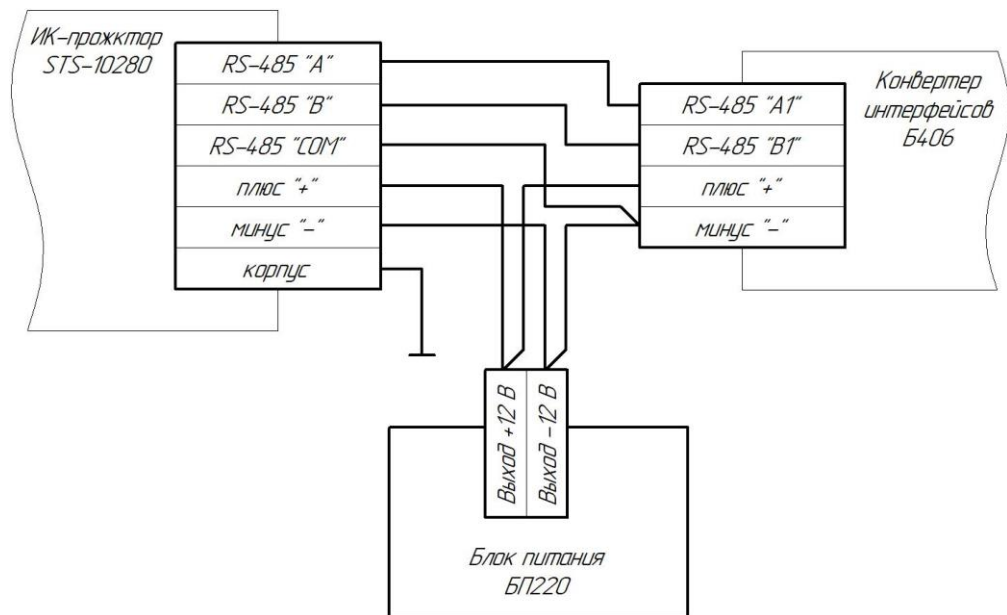 ИК-прожктор
STS-10280
RS-485 "A"
RS-485 "B"
RS-485 "COM"
плюс "+"
минус "-"
корпус
RS-485 "A1"
RS-485 "B1"
плюс "+"
минус "-"
Конвертер
интерфейсов
Б406
Выход +12 В
Выход -12 В
Блок питания
БП220